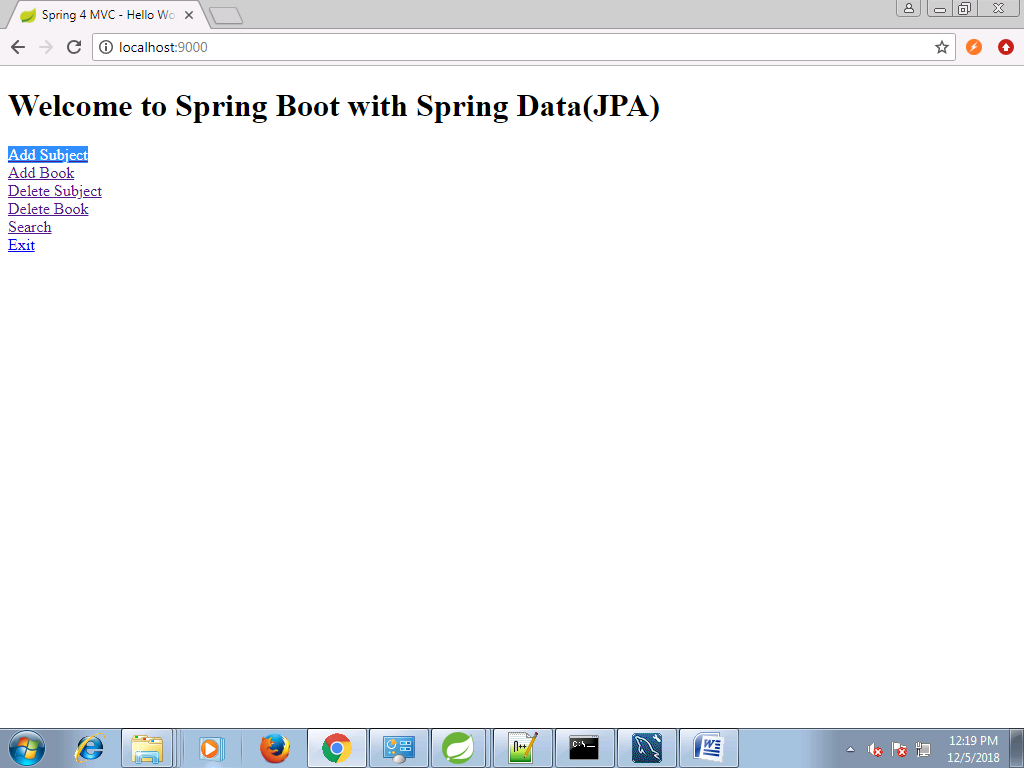 Spring 4 MVC - Hello Wo
localhost:9000
Welcome to Spring Boot with Spring Data(JPA)
Add Subject
Add Book
Delete Subject
Delete Book
Search
Exit
N++
C:\_
12:19 PM
12/5/2018